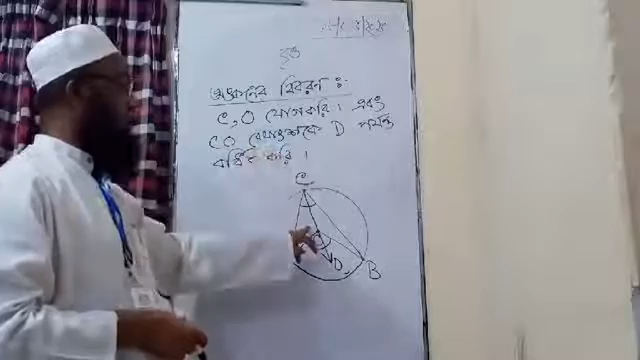 বৃত্ত
অঙ্কনের বিবরণ ঃ-
C, O যোগ করি । এবং
CO রেখাংশকে D পর্যন্ত
বর্ধিত করি ।
C
D
B